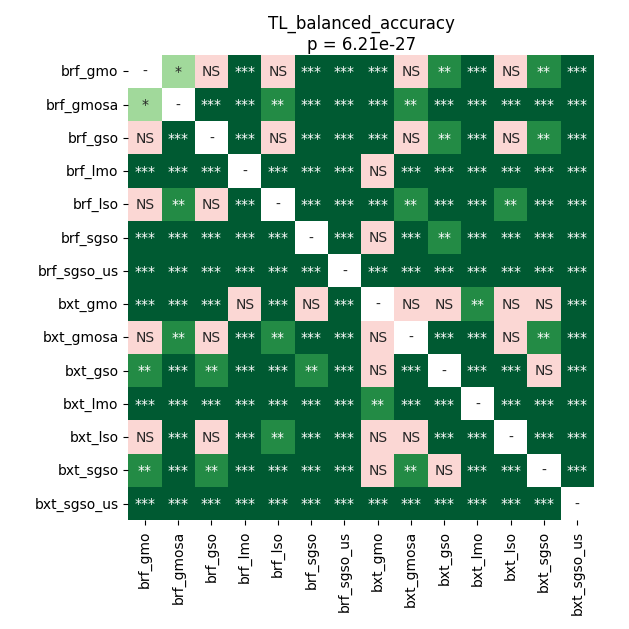 TL_balanced_accuracy
p = 6.21e-27
brf_gmo - * NS *** NS *** *** *** NS ** *** NS ** ***
brf_gmosa * - *** *** ** *** *** *** ** *** *** *** *** ***
brf_gso NS *** - *** NS *** *** *** NS ** *** NS ** ***
brf_lmo *** *** *** - *** *** *** NS *** *** *** *** *** ***
brf_lso NS ** NS *** - *** *** *** ** *** *** ** *** ***
brf_sgso *** *** *** *** *** - *** NS *** ** *** *** *** ***
brf_sgso_us *** *** *** *** *** *** - *** *** *** *** *** *** ***
bxt_gmo *** *** *** NS *** NS *** - NS NS ** NS NS ***
bxt_gmosa NS ** NS *** ** *** *** NS - *** *** NS ** ***
bxt_gso ** *** ** *** *** ** *** NS *** - *** *** NS ***
bxt_lmo *** *** *** *** *** *** *** ** *** *** - *** *** ***
bxt_lso NS *** NS *** ** *** *** NS NS *** *** - *** ***
bxt_sgso ** *** ** *** *** *** *** NS ** NS *** *** - ***
bxt_sgso_us *** *** *** *** *** *** *** *** *** *** *** *** *** -
brf_gmo
brf_gmosa
brf_gso
brf_lmo
brf_lso
brf_sgso
brf_sgso_us
bxt_gmo
bxt_gmosa
bxt_gso
bxt_lmo
bxt_lso
bxt_sgso
bxt_sgso_us